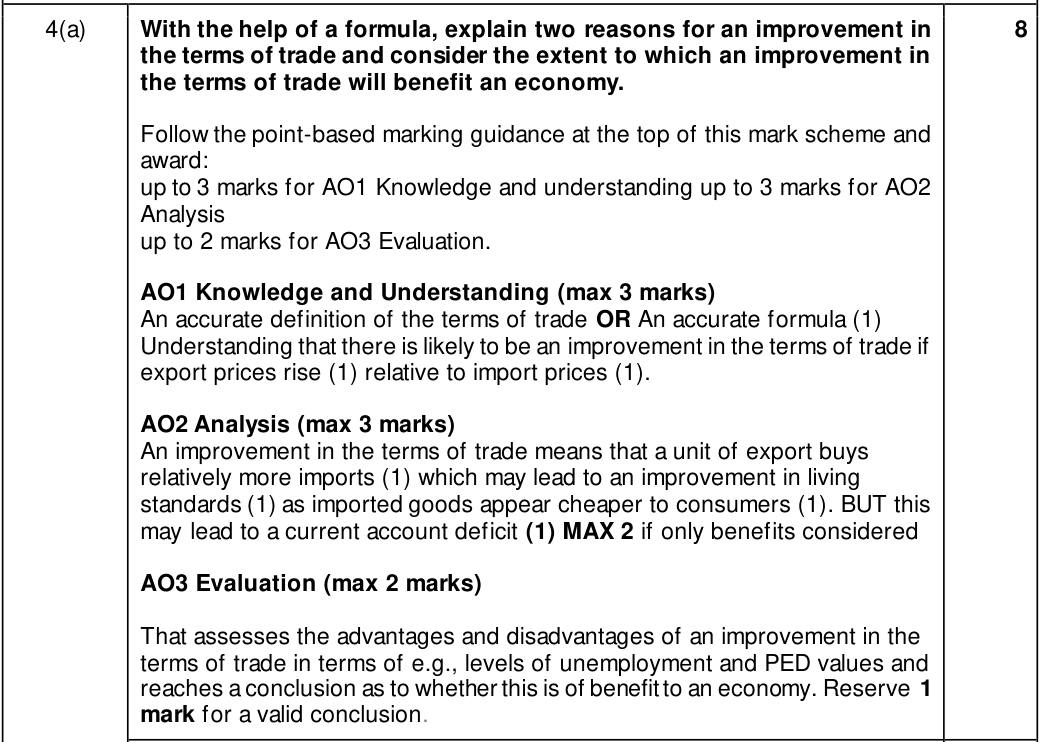 4(a)
With the help of a formula, explain two reasons for an improvement in
the terms of trade and consider the extent to which an improvement in
the terms of trade will benefit an economy.
8
Follow the point-based marking guidance at the top of this mark scheme and
award:
up to 3 marks for AO1 Knowledge and understanding up to 3 marks for AO2
Analysis
up to 2 marks for AO3 Evaluation.
AO1 Knowledge and Understanding (max 3 marks)
An accurate definition of the terms of trade OR An accurate formula (1)
Understanding that there is likely to be an improvement in the terms of trade if
export prices rise (1) relative to import prices (1).
AO2 Analysis (max 3 marks)
An improvement in the terms of trade means that a unit of export buys
relatively more imports (1) which may lead to an improvement in living
standards (1) as imported goods appear cheaper to consumers (1). BUT this
may lead to a current account deficit (1) MAX 2 if only benefits considered
AO3 Evaluation (max 2 marks)
That assesses the advantages and disadvantages of an improvement in the
terms of trade in terms of e.g., levels of unemployment and PED values and
reaches a conclusion as to whether this is of benefit to an economy. Reserve 1
mark for a valid conclusion.